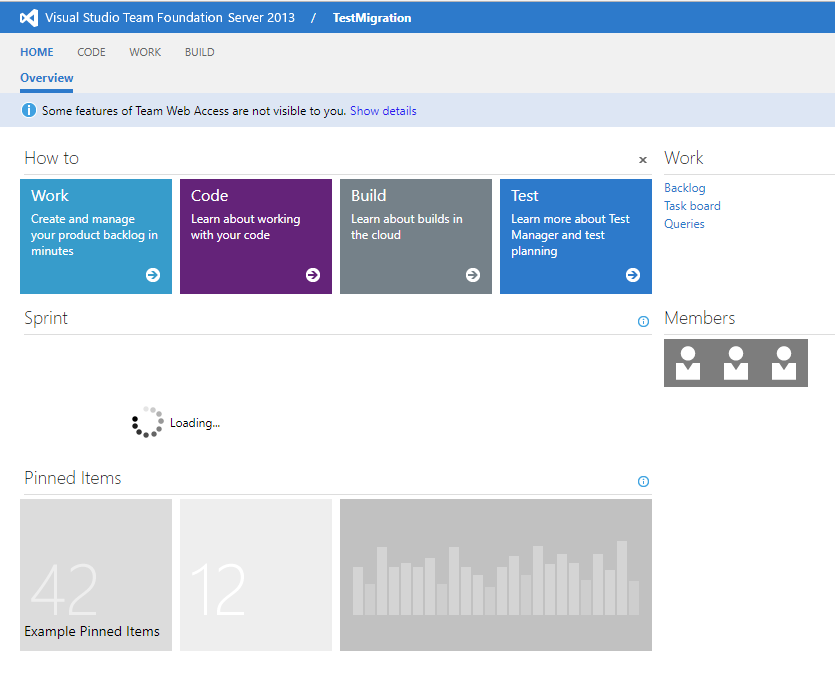 Visual Studio Team Foundation Server 2013 / TestMigration
HOME CODE WORK BUILD
Overview
Some features of Team Web Access are not visible to you. Show details
How to
Work
Create and manage
your product backlog in
minutes
Code
Learn about working
with your code
Build
Learn about builds in
the cloud
Test
Learn more about Test
Manager and test
planning
Work
Backlog
Task board
Queries
Sprint
Members
Loading...
Pinned Items
42
Example Pinned Items
12